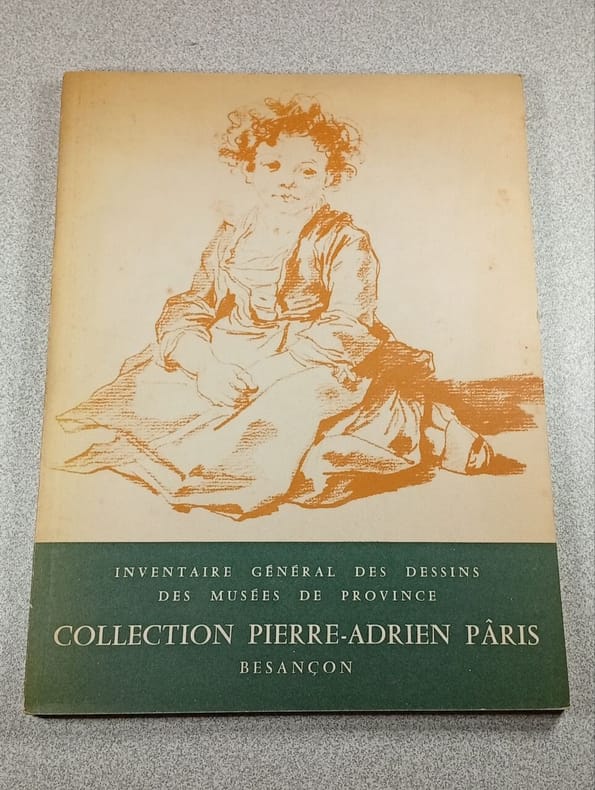 INVENTAIRE GÉNÉRAL DES DESSINS
DES MUSÉES DE PROVINCE
COLLECTION PIERRE-ADRIEN PÂRIS
BESANÇON